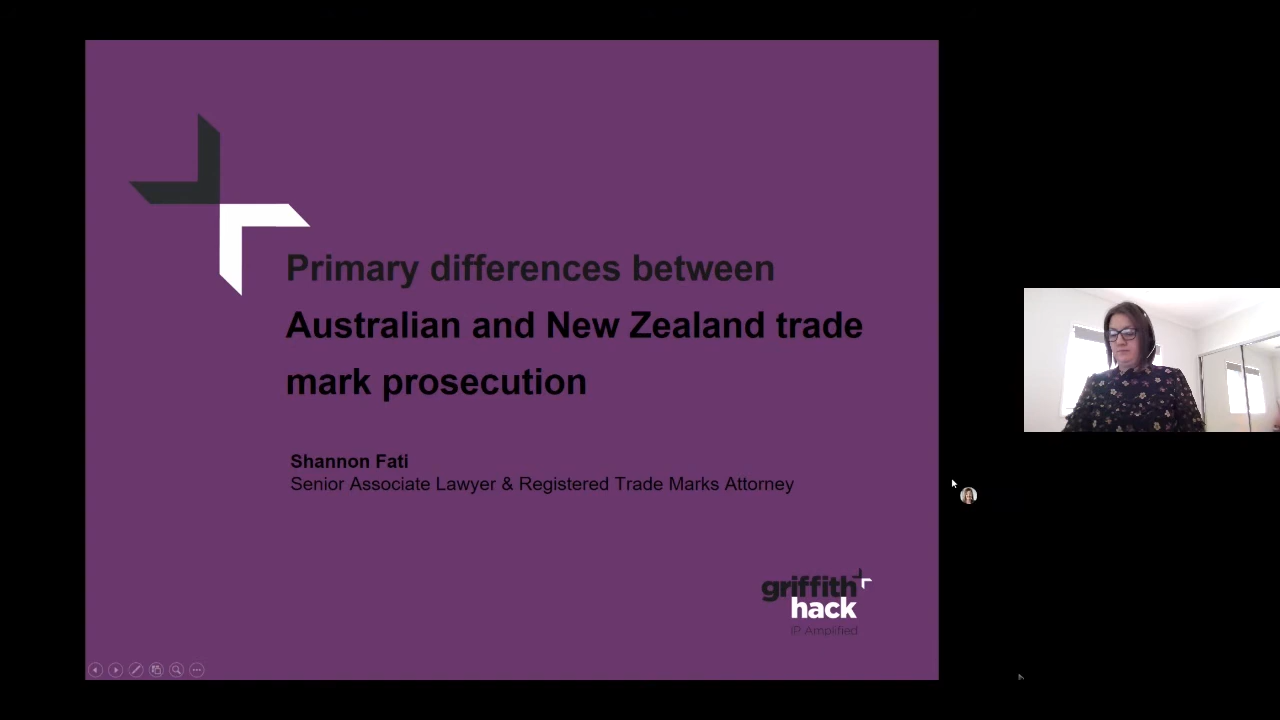 Primary differences between
Australian and New Zealand trade
mark prosecution
Shannon Fati
Senior Associate Lawyer & Registered Trade Marks Attorney
griffith
hack
IP Amplified